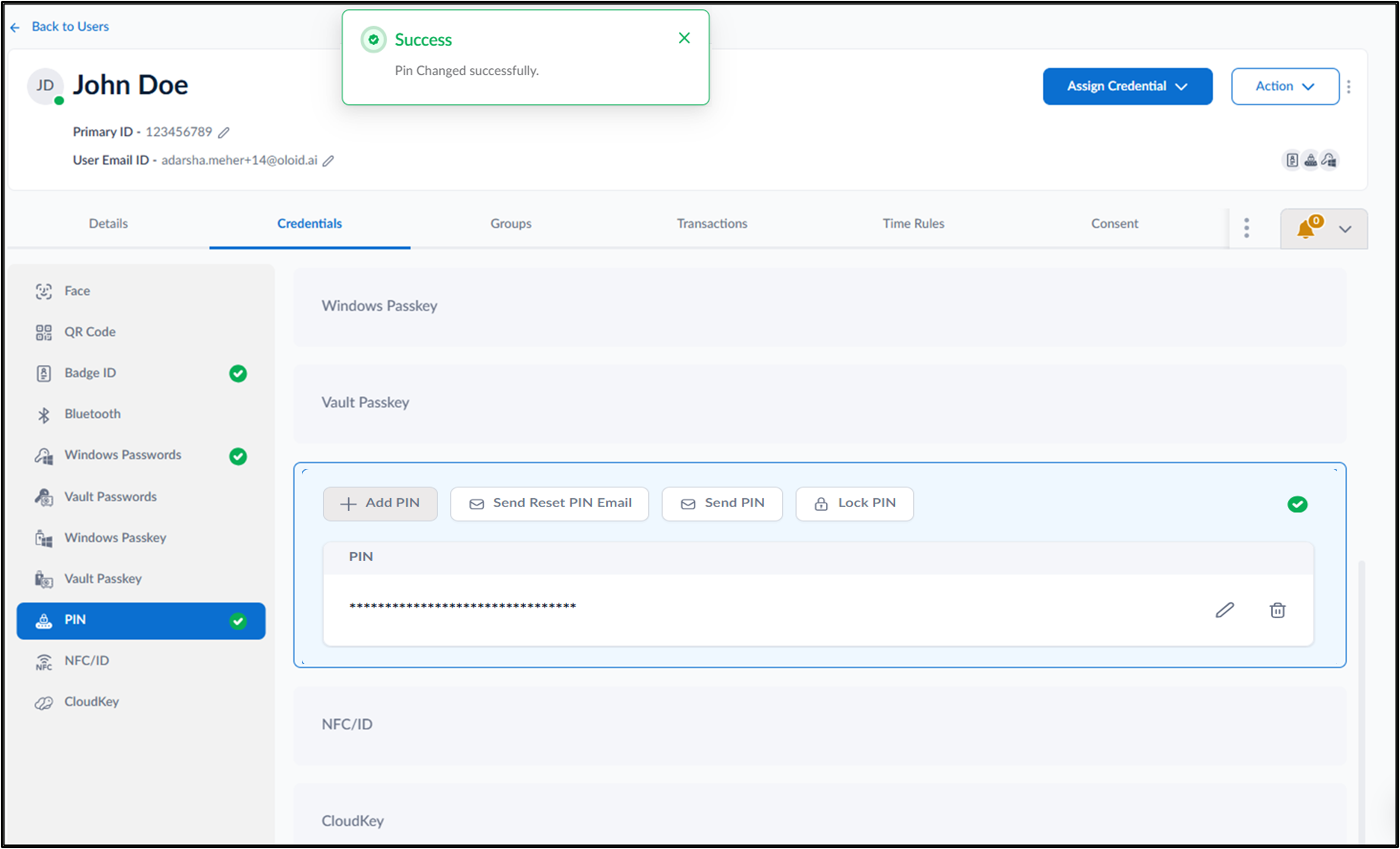 Back to Users
Success
Pin Changed successfully.
JD
John Doe
Assign Credential
Action
Primary ID - 123456789
User Email ID - adarsha.meher+14@oloid.ai
Details
Credentials
Groups
Transactions
Time Rules
Consent
0
Face
QR Code
Badge ID
Bluetooth
Windows Passwords
Vault Passwords
Windows Passkey
Vault Passkey
PIN
NFC
NFC/ID
CloudKey
Windows Passkey
Vault Passkey
Add PIN
Send Reset PIN Email
Send PIN
Lock PIN
PIN
********************************
NFC/ID
CloudKey